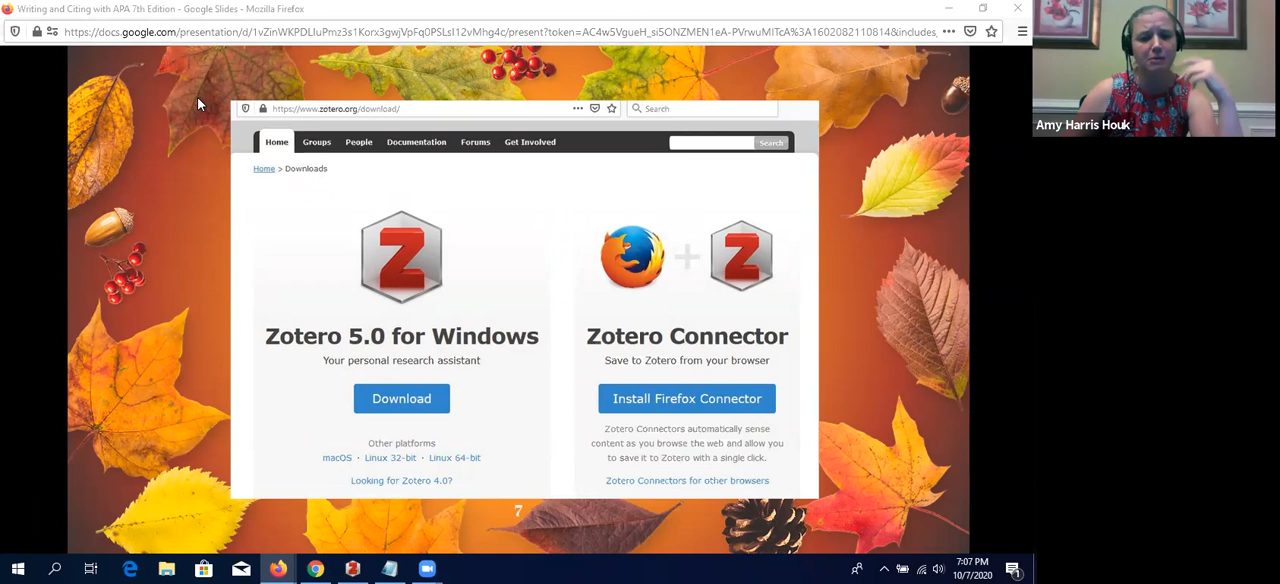 Writing and Citing with APA 7th Edition - Google Slides - Mozilla Firefox
https://www.zotero.org/download/
Search
Home Groups People Documentation Forums Get Involved
Search
Home > Downloads
Z
Z
Zotero 5.0 for Windows
Zotero Connector
Your personal research assistant
Save to Zotero from your browser
Download
Install Firefox Connector
Other platforms
macOS · Linux 32-bit · Linux 64-bit
Looking for Zotero 4.0?
Zotero Connectors automatically sense
content as you browse the web and allow you
to save it to Zotero with a single click.
Zotero Connectors for other browsers
7
Amy Harris Houk
7:07 PM
10/7/2020
1